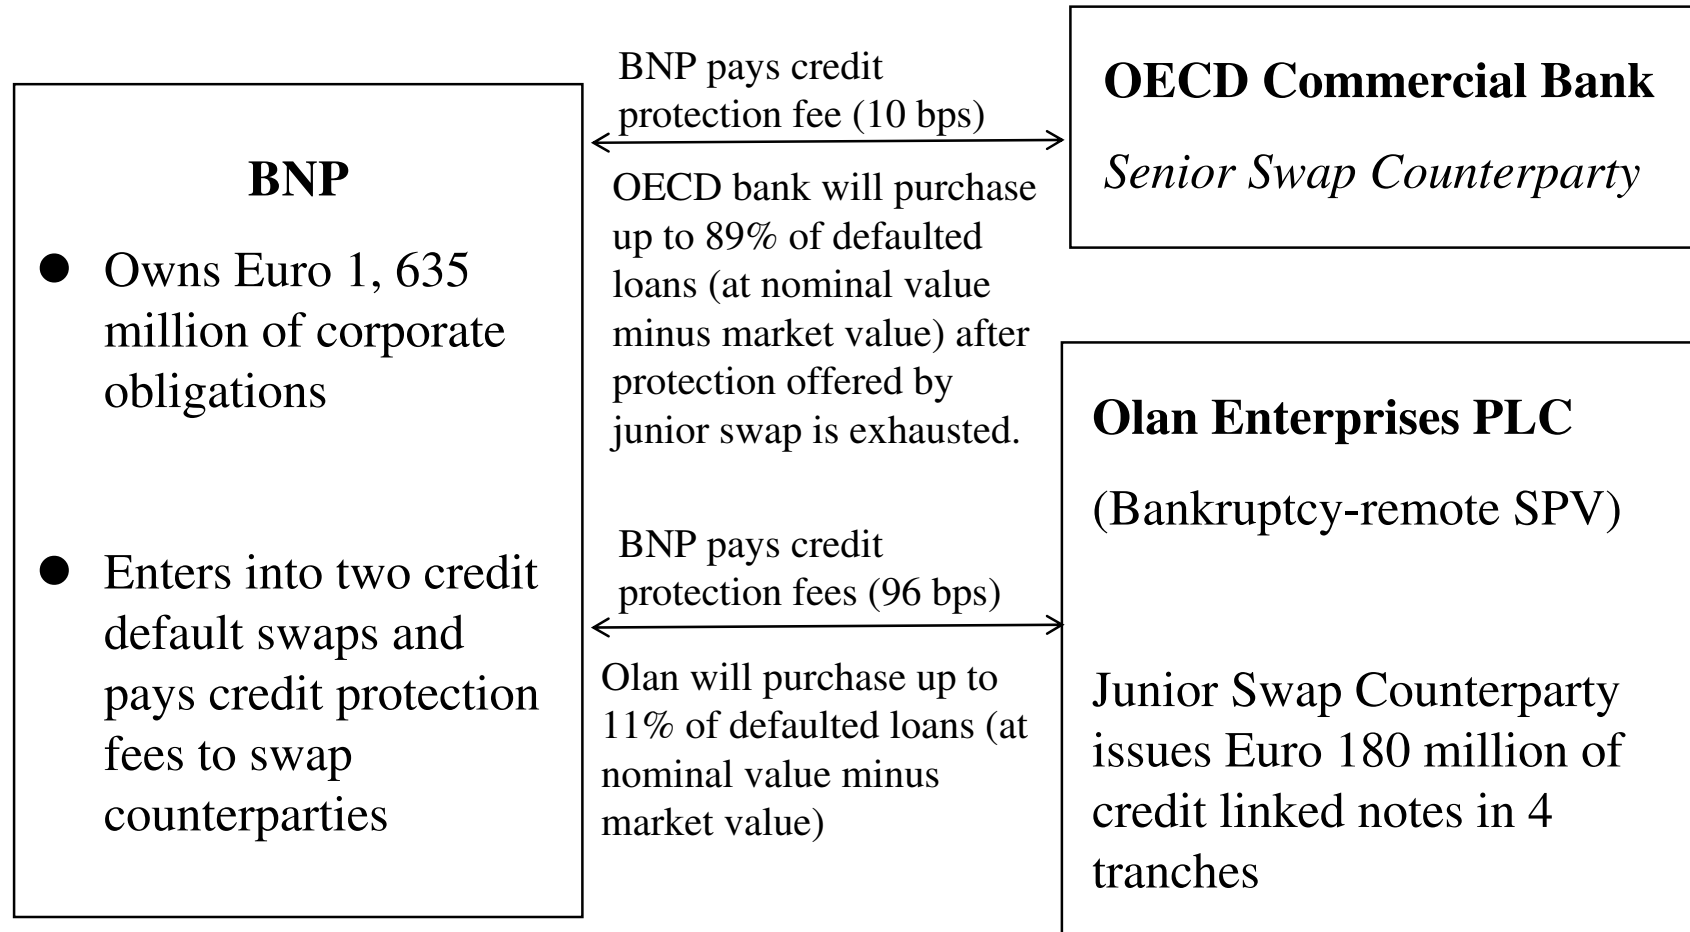 BNP
● Owns Euro 1, 635
million of corporate
obligations
● Enters into two credit
default swaps and
pays credit protection
fees to swap
counterparties
BNP pays credit
protection fee (10 bps)
OECD bank will purchase
up to 89% of defaulted
loans (at nominal value
minus market value) after
protection offered by
junior swap is exhausted.
BNP pays credit
protection fees (96 bps)
Olan will purchase up to
11% of defaulted loans (at
nominal value minus
market value)
OECD Commercial Bank
Senior Swap Counterparty
Olan Enterprises PLC
(Bankruptcy-remote SPV)
Junior Swap Counterparty
issues Euro 180 million of
credit linked notes in 4
tranches